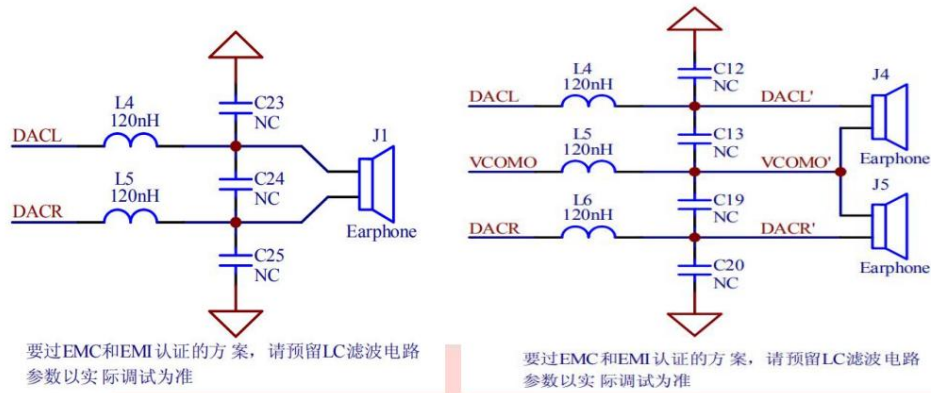 C23
NC
L4
120nH
DACL
J1
C24
NC
L5
120nH
DACR
Earphone
C25
NC
要过EMC和EMI认证的方案，请预留LC滤波电路
参数以实际调试为准
C12
NC
J4
L4
120nH
DACL
DACL'
C13
NC
L5
120nH
VCOMO
VCOMO'
Earphone
J5
C19
NC
L6
120nH
DACR
DACR'
Earphone
C20
NC
要过EMC和EMI认证的方案，请预留LC滤波电路
参数以实际调试为准